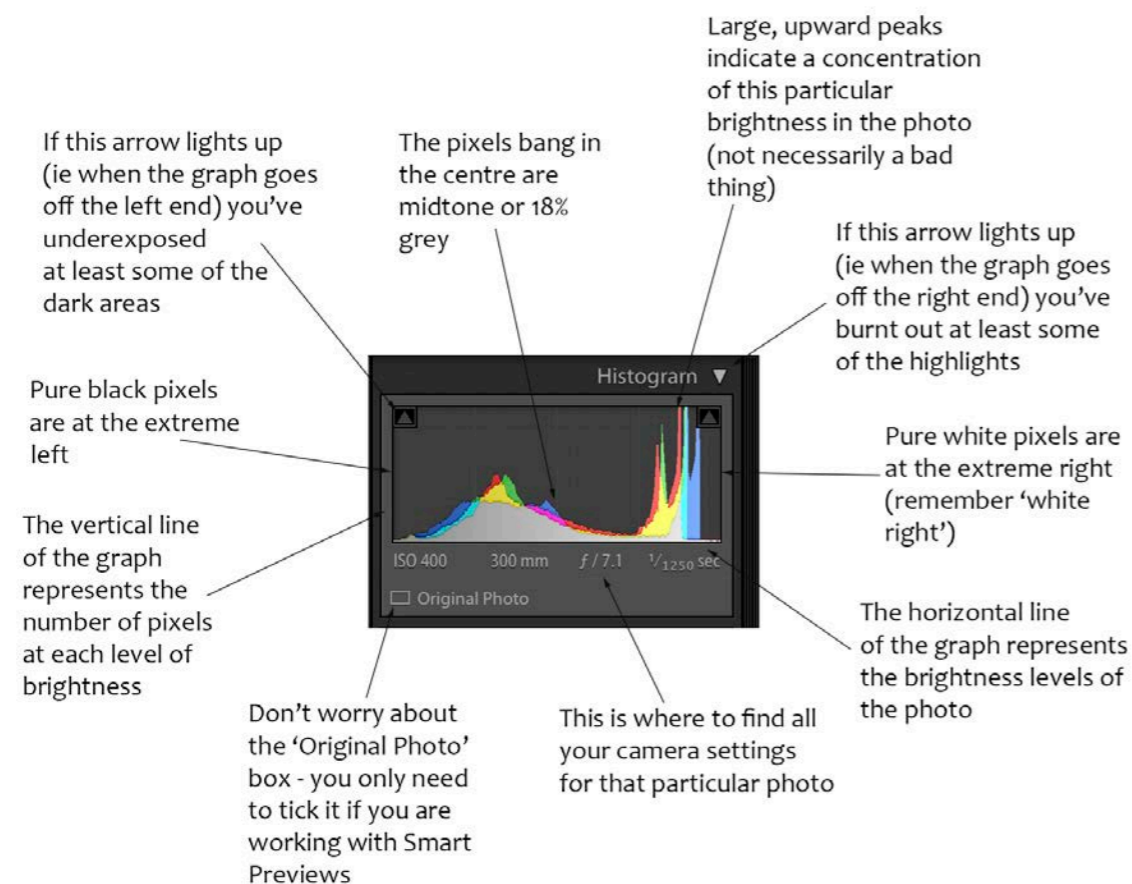 Large, upward peaks
indicate a concentration
of this particular
brightness in the photo
(not necessarily a bad
thing)
If this arrow lights up
(ie when the graph goes
off the left end) you’ve
underexposed
at least some of the
dark areas
The pixels bang in
the centre are
midtone or 18%
grey
If this arrow lights up
(ie when the graph goes
off the right end) you’ve
burnt out at least some
of the highlights
Pure black pixels
are at the extreme
left
Histogram
Pure white pixels are
at the extreme right
(remember ‘white
right’)
The vertical line
of the graph
represents the
number of pixels
at each level of
brightness
ISO 400 300 mm ƒ / 7.1 1/1250 sec
Original Photo
The horizontal line
of the graph represents
the brightness levels of
the photo
Don’t worry about
the ‘Original Photo’
box - you only need
to tick it if you are
working with Smart
Previews
This is where to find all
your camera settings
for that particular photo